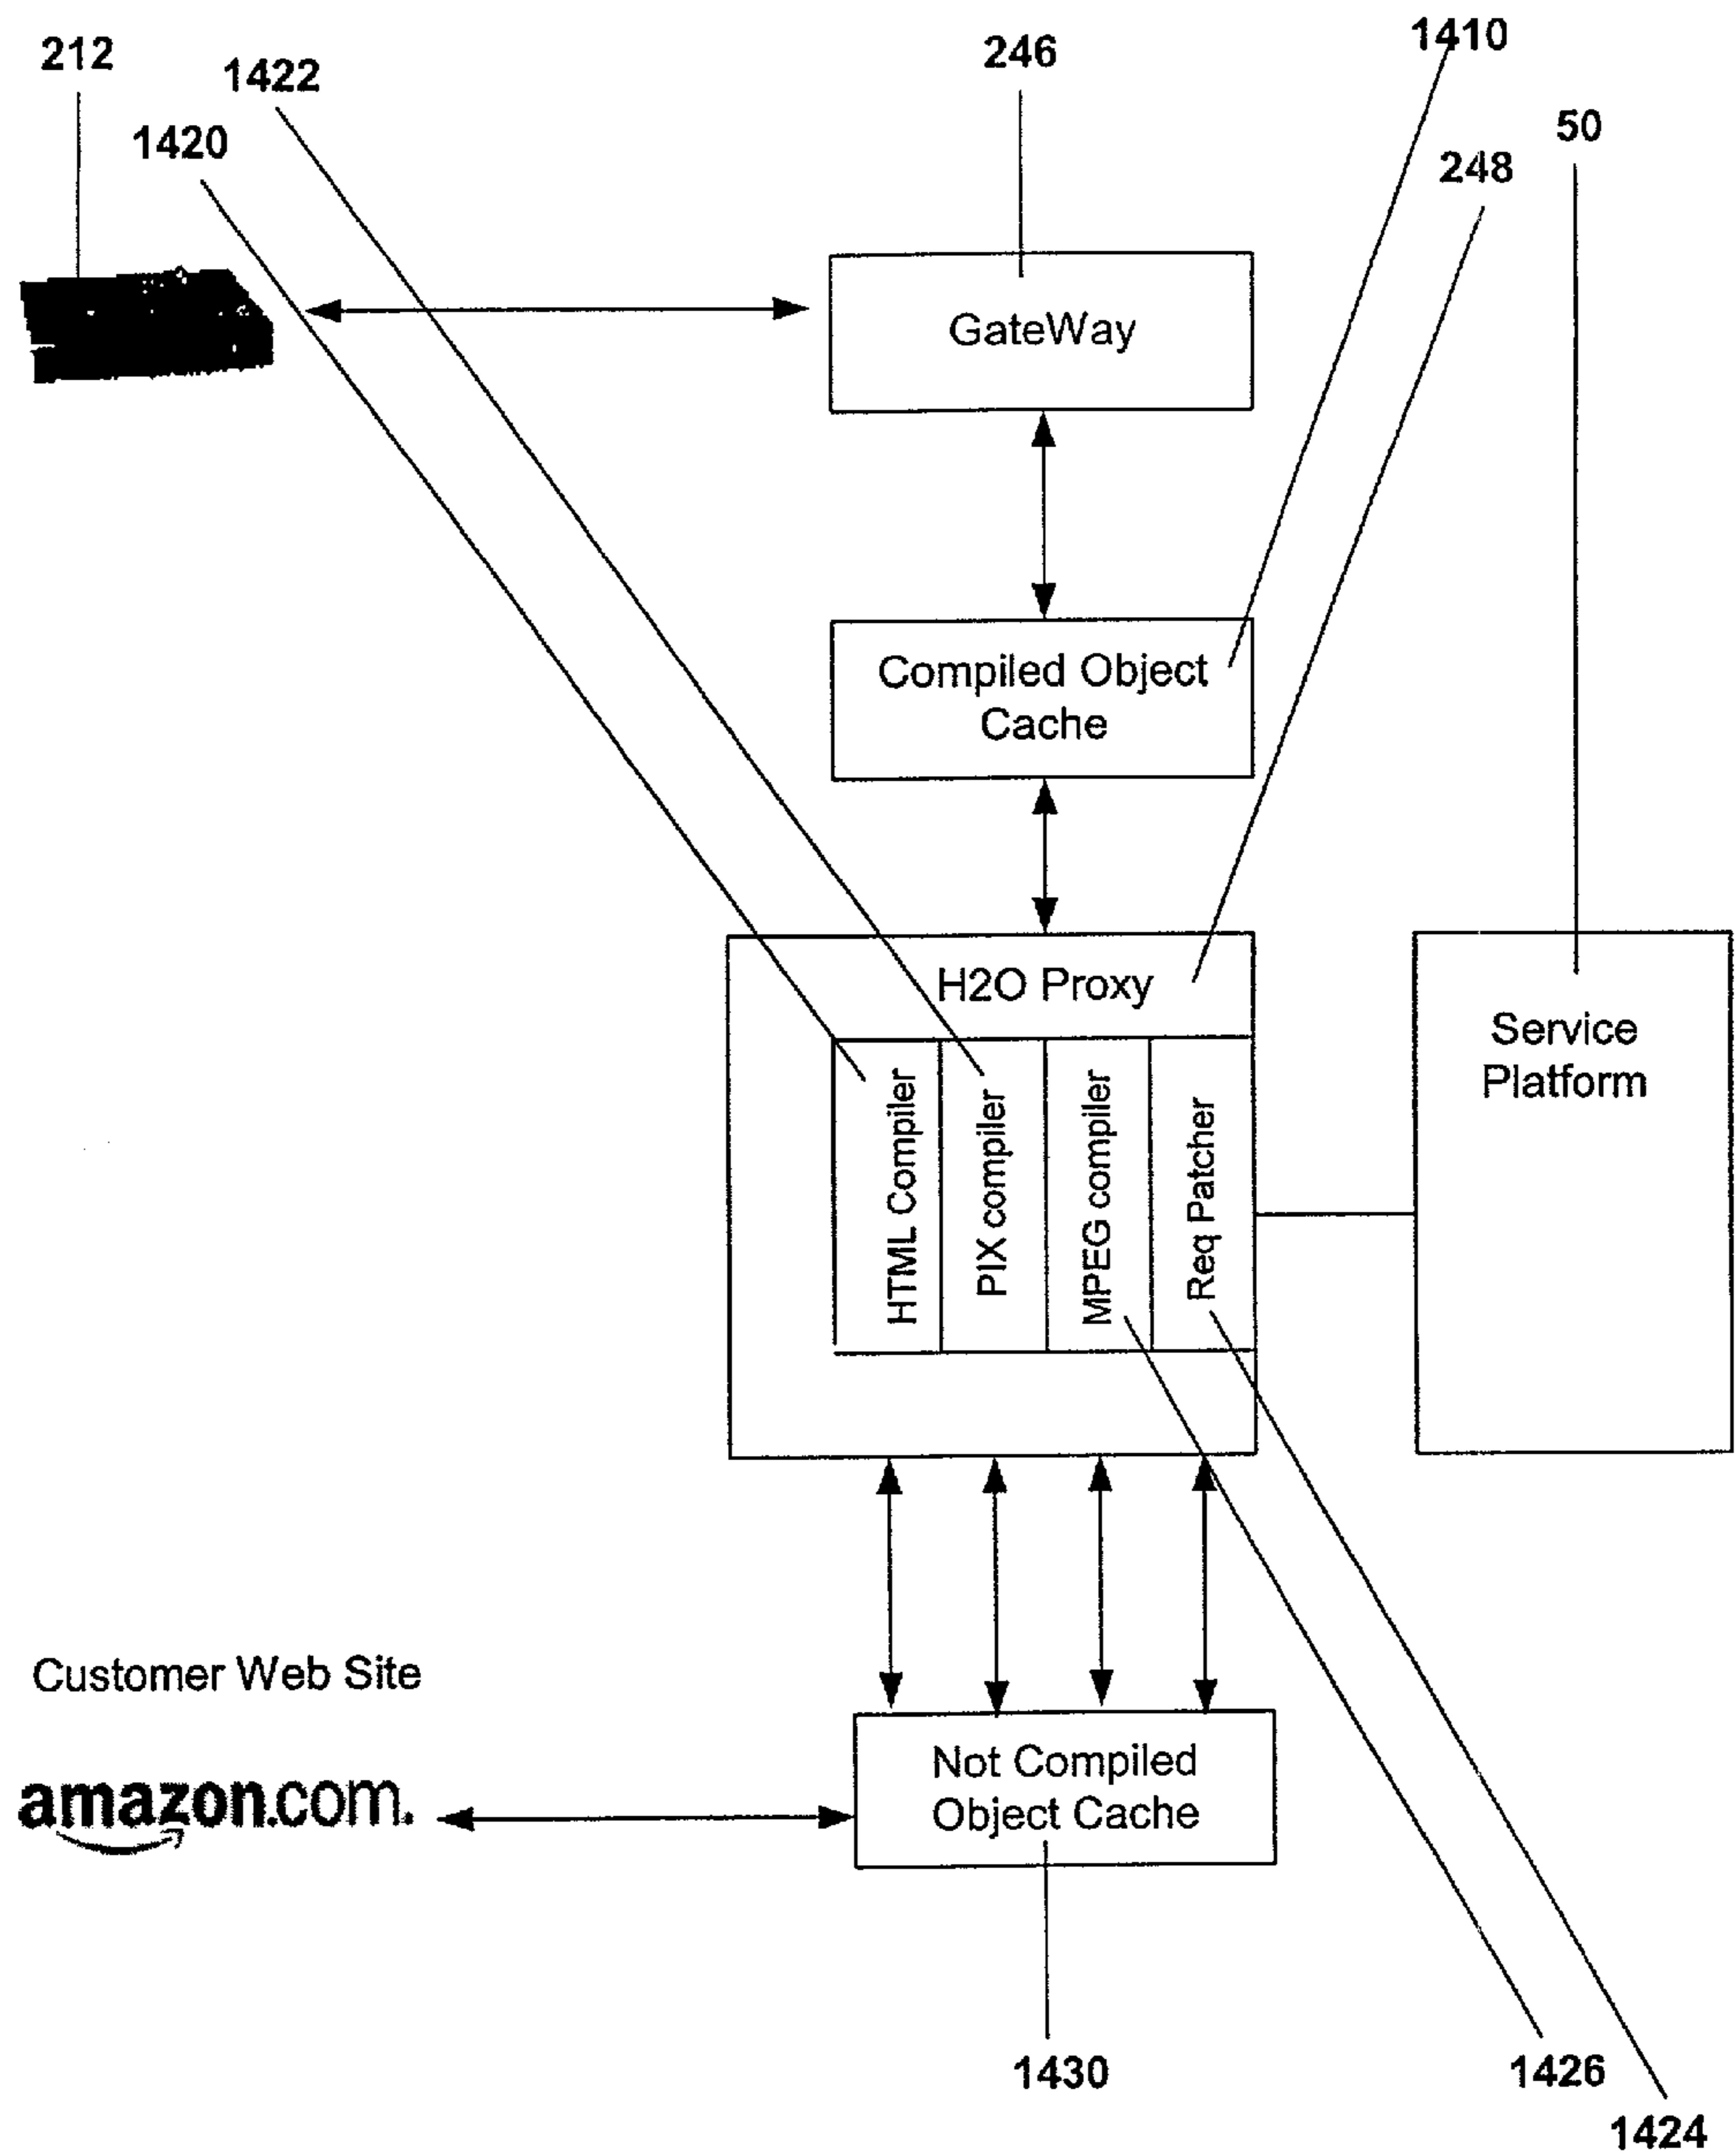 212
1422
1420
246
1410
50
248
GateWay
Compiled Object
Cache
H2O Proxy
HTML Compiler
PIX compiler
MPEG compiler
Req Patcher
Service
Platform
Customer Web Site
amazon.com.
Not Compiled
Object Cache
1430
1426
1424